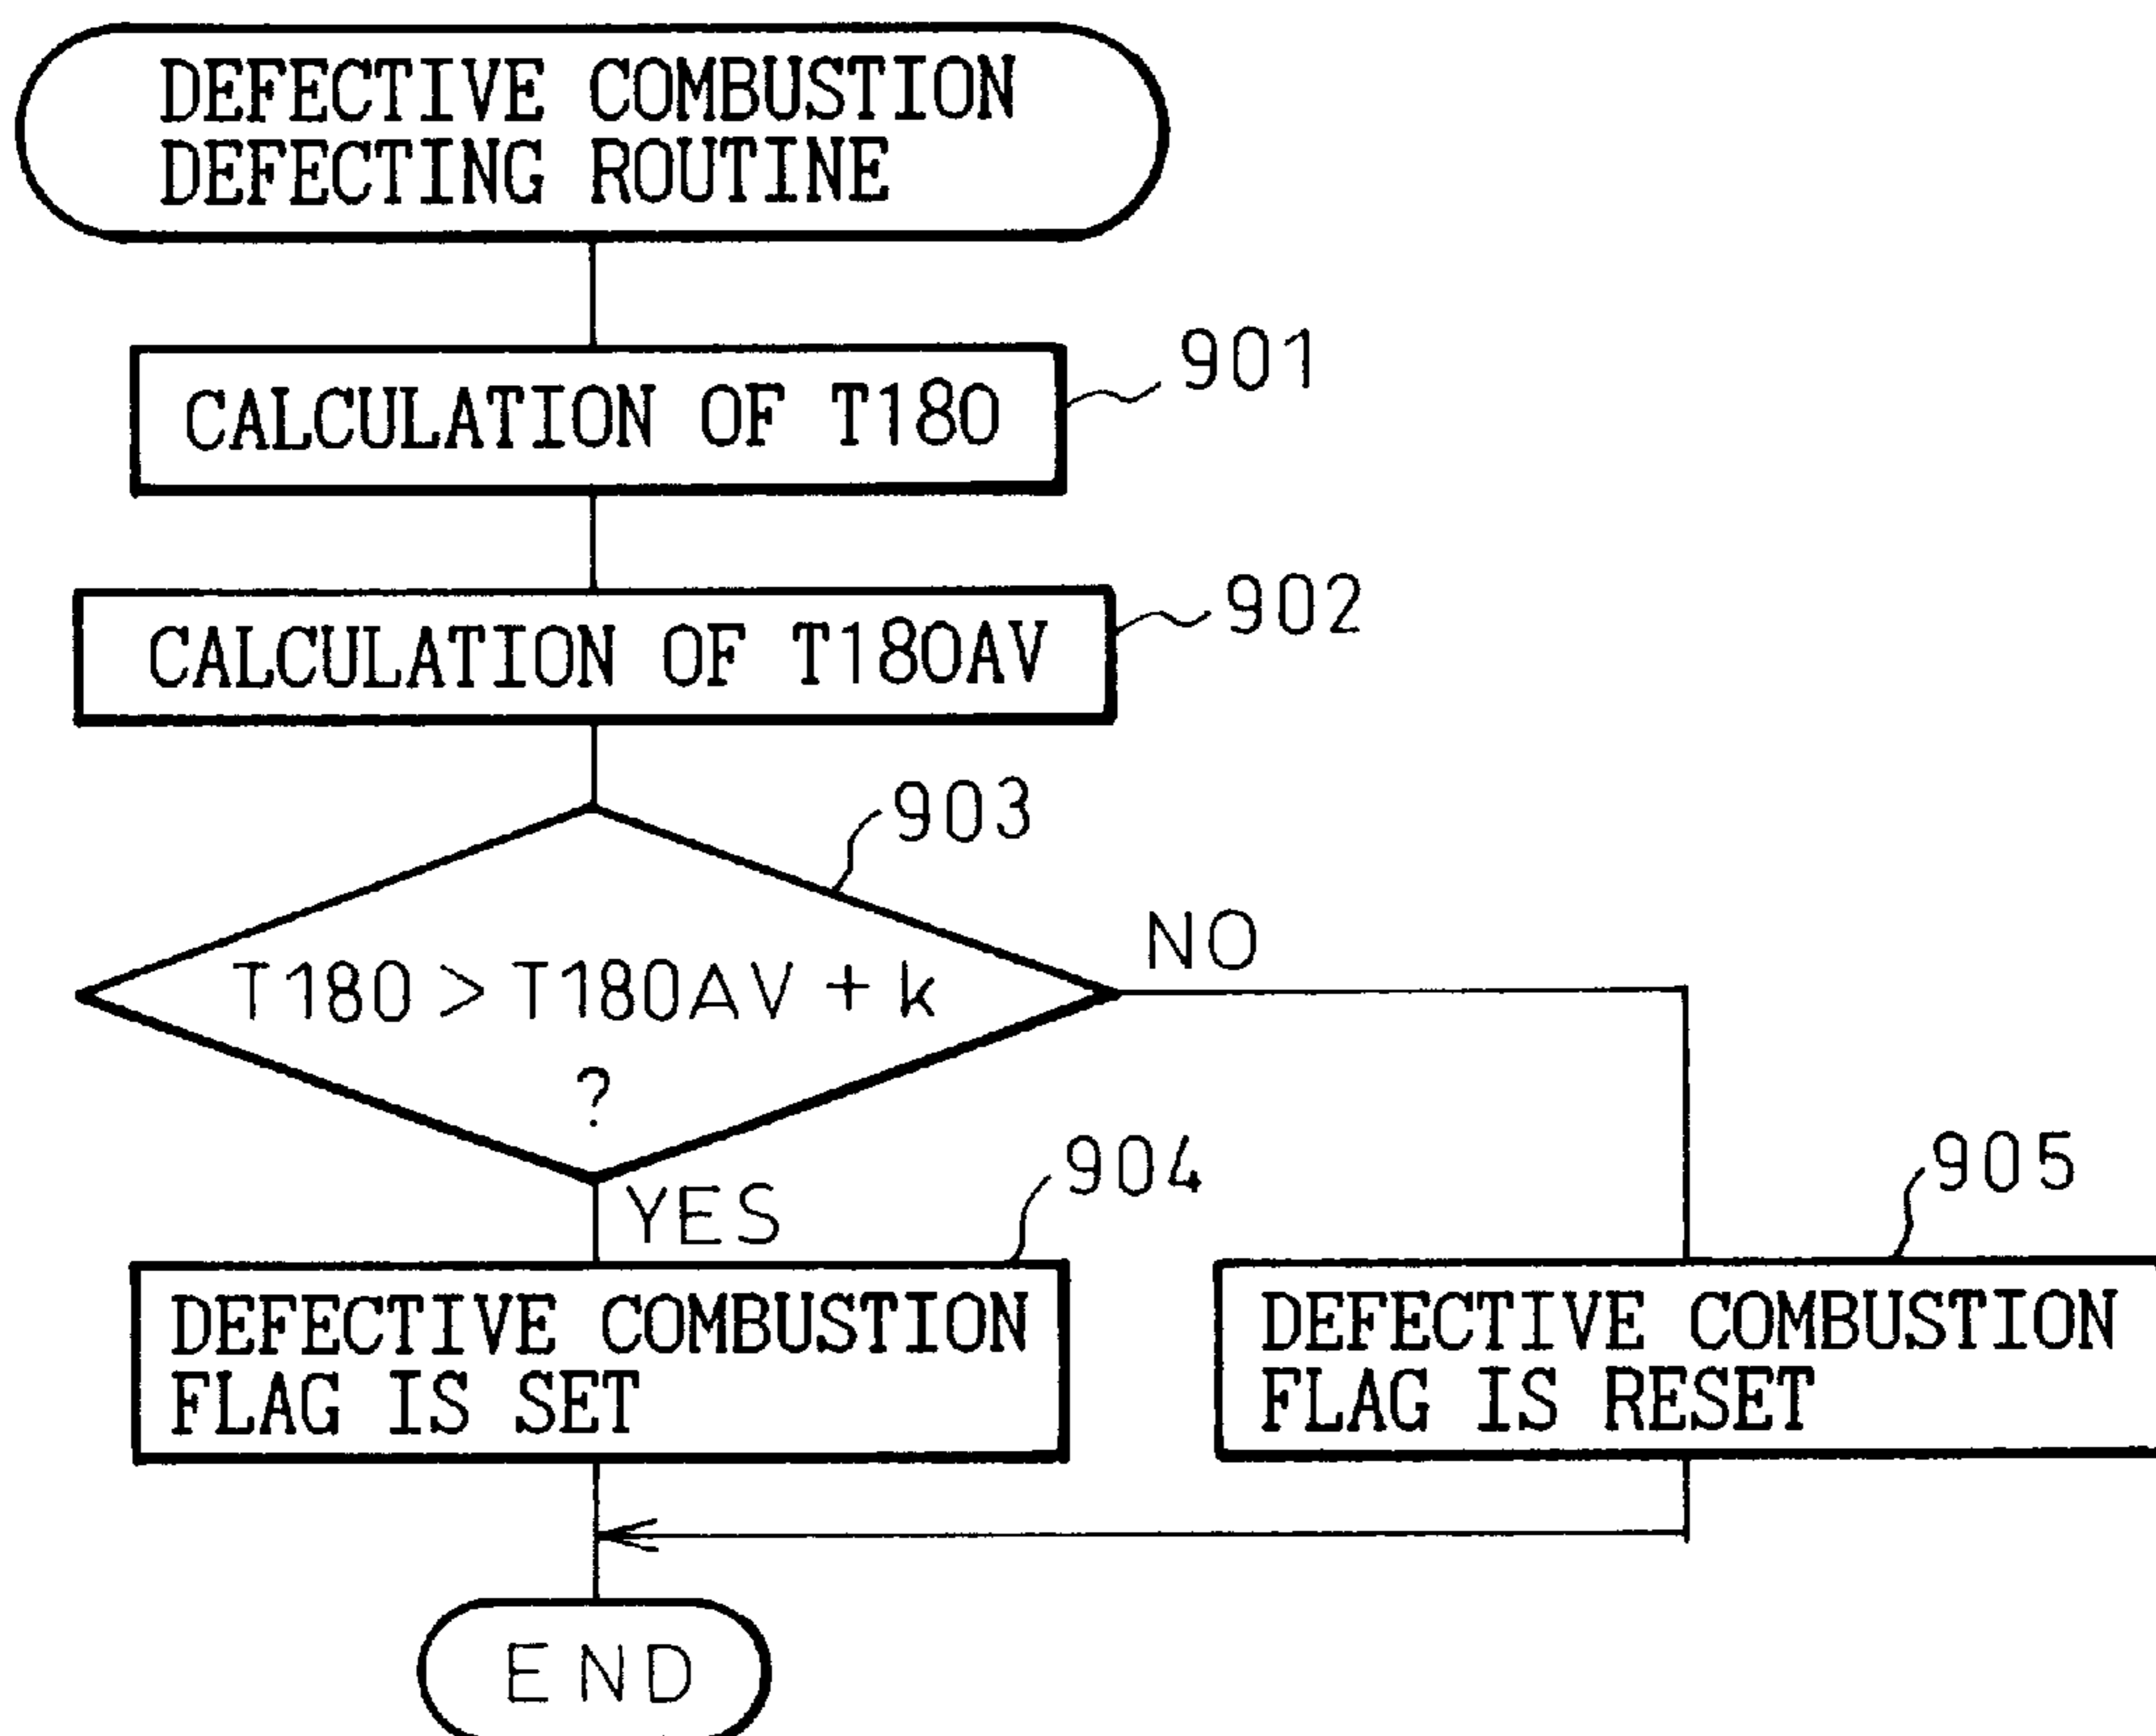 DEFECTIVE COMBUSTION
DEFECTING ROUTINE
901
CALCULATION OF T180
902
CALCULATION OF T180AV
903
NO
T180 > T180AV + k
?
YES
904
905
DEFECTIVE COMBUSTION
FLAG IS SET
DEFECTIVE COMBUSTION
FLAG IS RESET
END